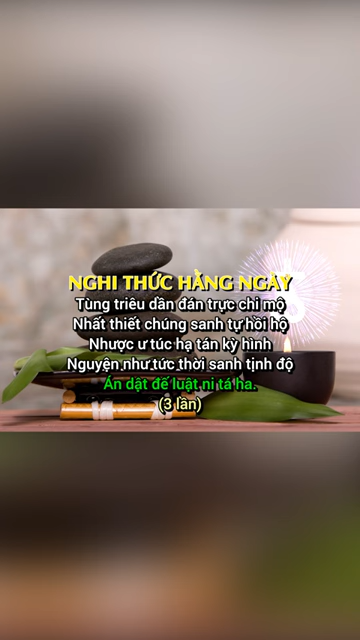 NGHI THỨC HẰNG NGÀY
Tùng triêu dần đán trực chi mộ
Nhất thiết chúng sanh tự hồi hộ
Nhược ư túc hạ tán kỳ hình
Nguyện như tức thời sanh tịnh độ
Án dật đế luật ni tá ha.
(3 lần)